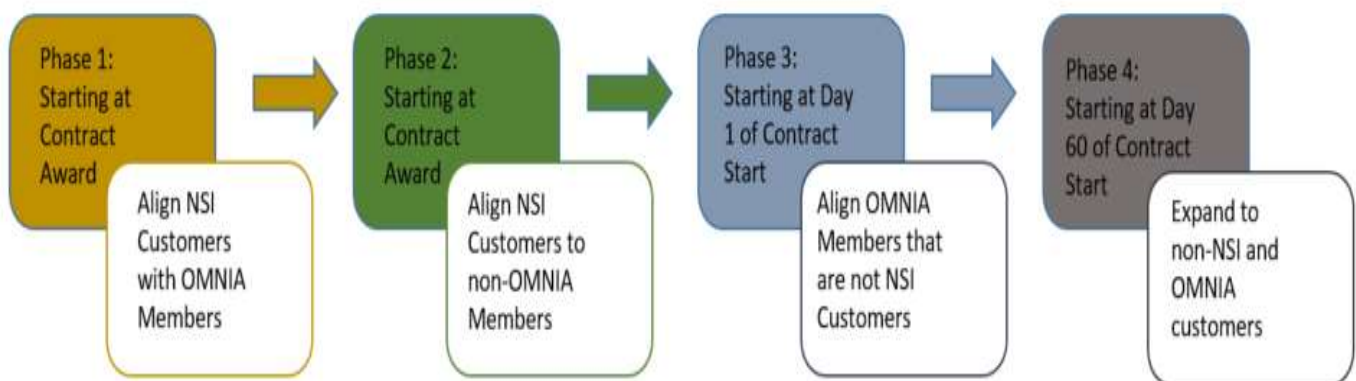 Phase 1:
Starting at
Contract
Award
Align NSI
Customers
with OMNIA
Members
Phase 2:
Starting at
Contract
Award
Align NSI
Customers to
non-OMNIA
Members
Phase 3:
Starting at Day
1 of Contract
Start
Align OMNIA
Members that
are not NSI
Customers
Phase 4:
Starting at Day
60 of Contract
Start
Expand to
non-NSI and
OMNIA
customers